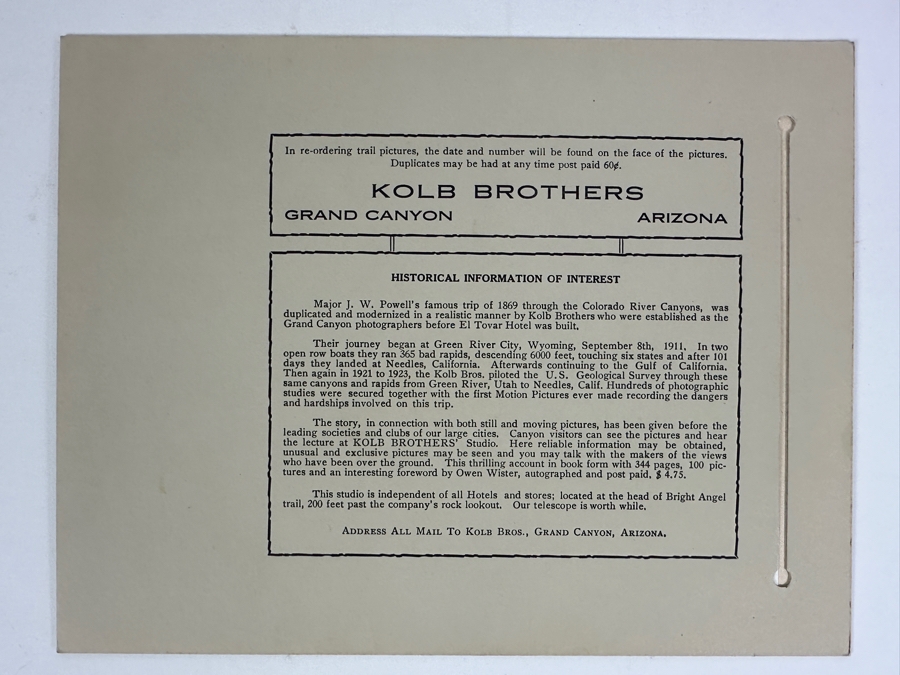 In re-ordering trail pictures, the date and number will be found on the face of the pictures.
Duplicates may be had at any time post paid 60¢.
KOLB BROTHERS
GRAND CANYON ARIZONA
HISTORICAL INFORMATION OF INTEREST
Major J. W. Powell's famous trip of 1869 through the Colorado River Canyons, was
duplicated and modernized in a realistic manner by Kolb Brothers who were established as the
Grand Canyon photographers before El Tovar Hotel was built.
Their journey began at Green River City, Wyoming, September 8th, 1911. In two
open row boats they ran 365 bad rapids, descending 6000 feet, touching six states and after 101
days they landed at Needles, California. Afterwards continuing to the Gulf of California.
Then again in 1921 to 1923, the Kolb Bros. piloted the U. S. Geological Survey through these
same canyons and rapids from Green River, Utah to Needles, Calif. Hundreds of photographic
studies were secured together with the first Motion Pictures ever made recording the dangers
and hardships involved on this trip.
The story, in connection with both still and moving pictures, has been given before the
leading societies and clubs of our large cities. Canyon visitors can see the pictures and hear
the lecture at KOLB BROTHERS' Studio. Here reliable information may be obtained,
unusual and exclusive pictures may be seen and you may talk with the makers of the views
who have been over the ground. This thrilling account in book form with 344 pages, 100 pic-
tures and an interesting foreword by Owen Wister, autographed and post paid, $ 4.75.
This studio is independent of all Hotels and stores; located at the head of Bright Angel
trail, 200 feet past the company's rock lookout. Our telescope is worth while.
ADDRESS ALL MAIL TO KOLB BROS., GRAND CANYON, ARIZONA.